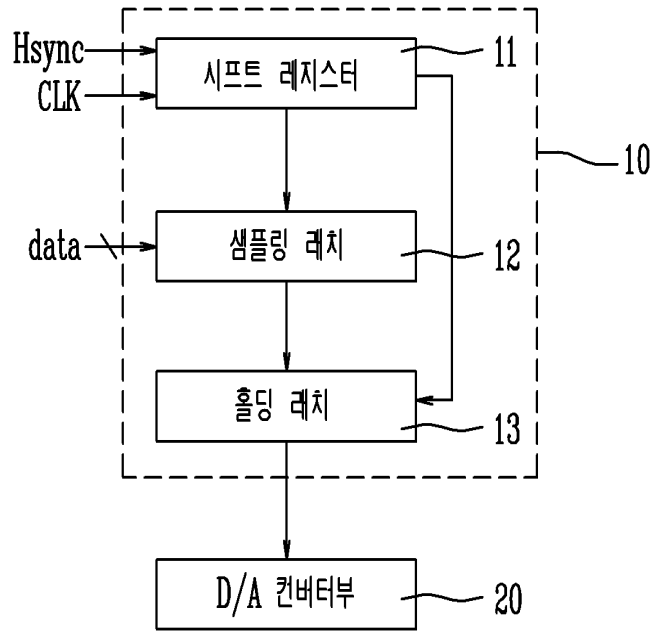 Hsync
CLK
시프트 레지스터
11
10
data
샘플링 래치
12
홀딩 래치
13
D/A 컨버터부
20